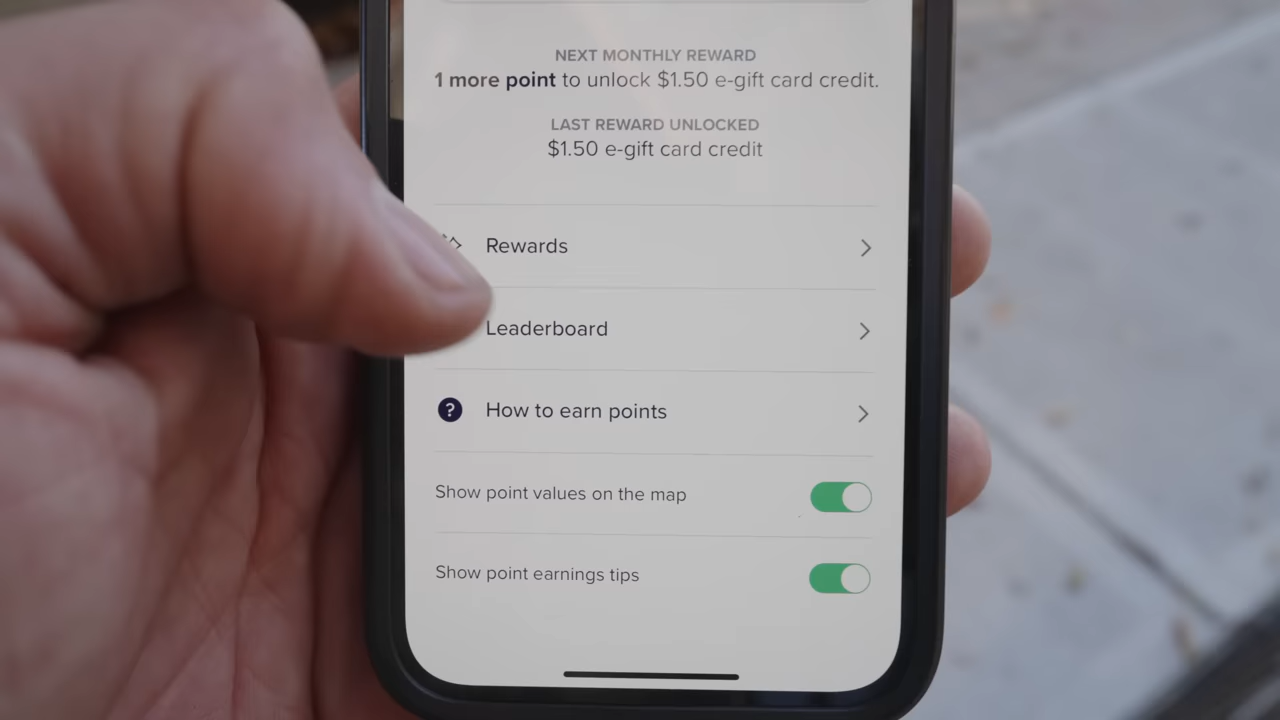 NEXT MONTHLY REWARD
1 more point to unlock $1.50 e-gift card credit.
LAST REWARD UNLOCKED
$1.50 e-gift card credit
Rewards
Leaderboard
? How to earn points
Show point values on the map
Show point earnings tips